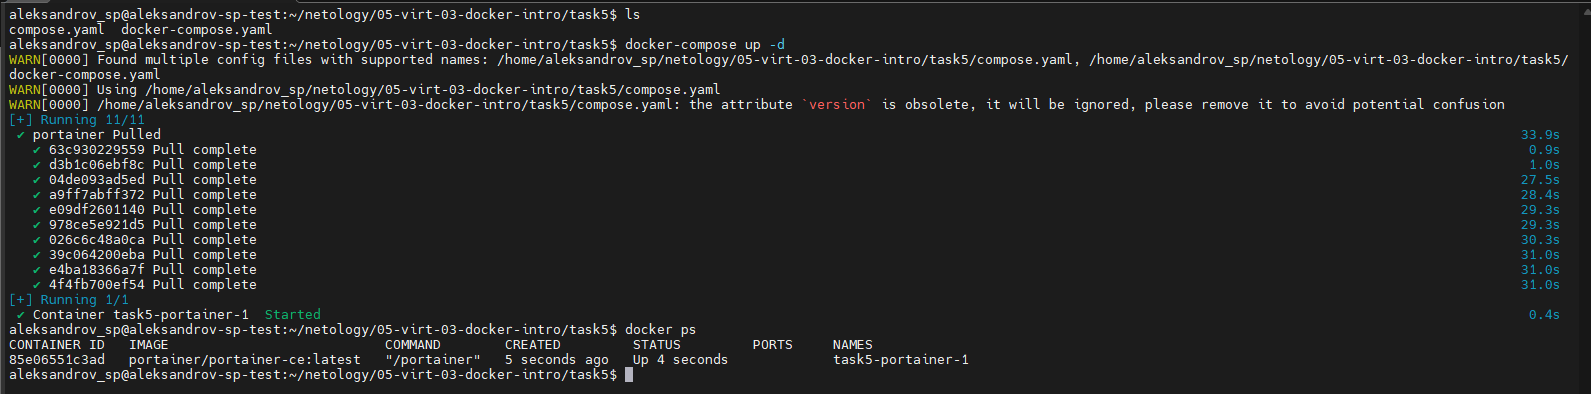 aleksandrov_sp@aleksandrov-sp-test:~/netology/05-virt-03-docker-intro/task5$ ls
compose.yaml  docker-compose.yaml
aleksandrov_sp@aleksandrov-sp-test:~/netology/05-virt-03-docker-intro/task5$ docker-compose up -d
WARN[0000] Found multiple config files with supported names: /home/aleksandrov_sp/netology/05-virt-03-docker-intro/task5/compose.yaml, /home/aleksandrov_sp/netology/05-virt-03-docker-intro/task5/
docker-compose.yaml
WARN[0000] Using /home/aleksandrov_sp/netology/05-virt-03-docker-intro/task5/compose.yaml
WARN[0000] /home/aleksandrov_sp/netology/05-virt-03-docker-intro/task5/compose.yaml: the attribute `version` is obsolete, it will be ignored, please remove it to avoid potential confusion
[+] Running 11/11
✔ portainer Pulled 33.9s
✔ 63c930229559 Pull complete 0.9s
✔ d3b1c06ebf8c Pull complete 1.0s
✔ 04de093ad5ed Pull complete 27.5s
✔ a9ff7abff372 Pull complete 28.4s
✔ e09df2601140 Pull complete 29.3s
✔ 978ce5e921d5 Pull complete 29.3s
✔ 026c6c48a0ca Pull complete 30.3s
✔ 39c064200eba Pull complete 31.0s
✔ e4ba18366a7f Pull complete 31.0s
✔ 4f4fb700ef54 Pull complete 31.0s
[+] Running 1/1
✔ Container task5-portainer-1  Started 0.4s
aleksandrov_sp@aleksandrov-sp-test:~/netology/05-virt-03-docker-intro/task5$ docker ps
CONTAINER ID   IMAGE                           COMMAND        CREATED         STATUS         PORTS     NAMES
85e06551c3ad   portainer/portainer-ce:latest   "/portainer"   5 seconds ago   Up 4 seconds             task5-portainer-1
aleksandrov_sp@aleksandrov-sp-test:~/netology/05-virt-03-docker-intro/task5$